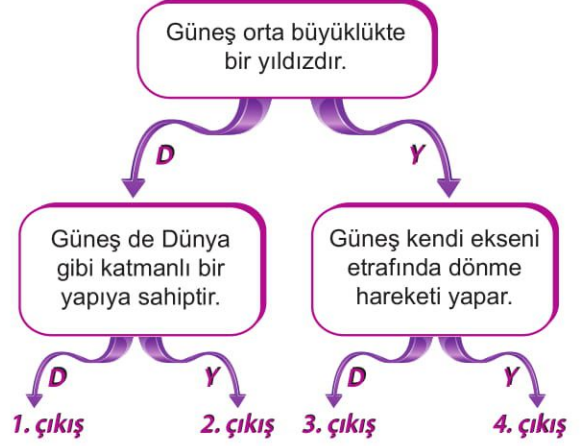 Güneş orta büyüklükte
bir yıldızdır.
D
Y
Güneş de Dünya
gibi katmanlı bir
yapıya sahiptir.
Güneş kendi ekseni
etrafında dönme
hareketi yapar.
D
Y
D
Y
1. çıkış
2. çıkış
3. çıkış
4. çıkış